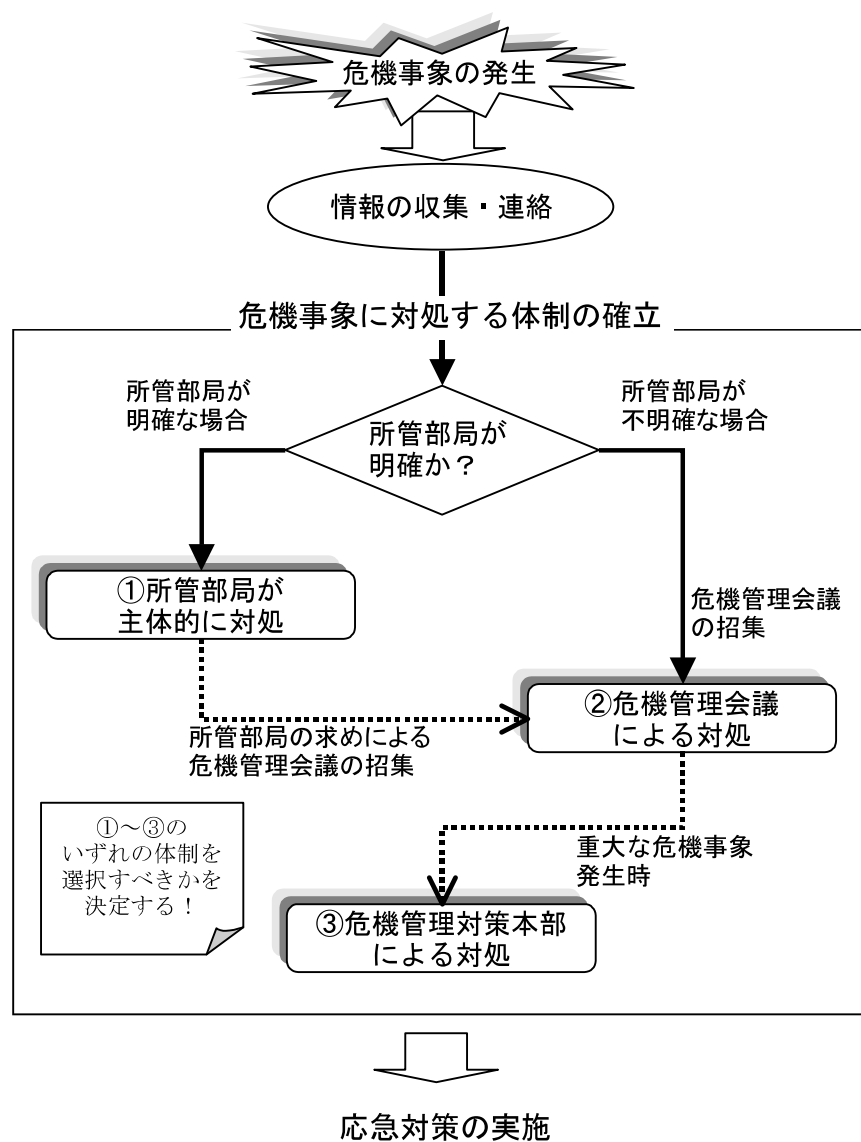 危機事象の発生
情報の収集・連絡
危機事象に対処する体制の確立
所管部局が
明確な場合
所管部局が
不明確な場合
所管部局が
明確か？
①所管部局が
主体的に対処
危機管理会議
の招集
②危機管理会議
による対処
所管部局の求めによる
危機管理会議の招集
①～③の
いずれの体制を
選択すべきかを
決定する！
重大な危機事象
発生時
③危機管理対策本部
による対処
応急対策の実施